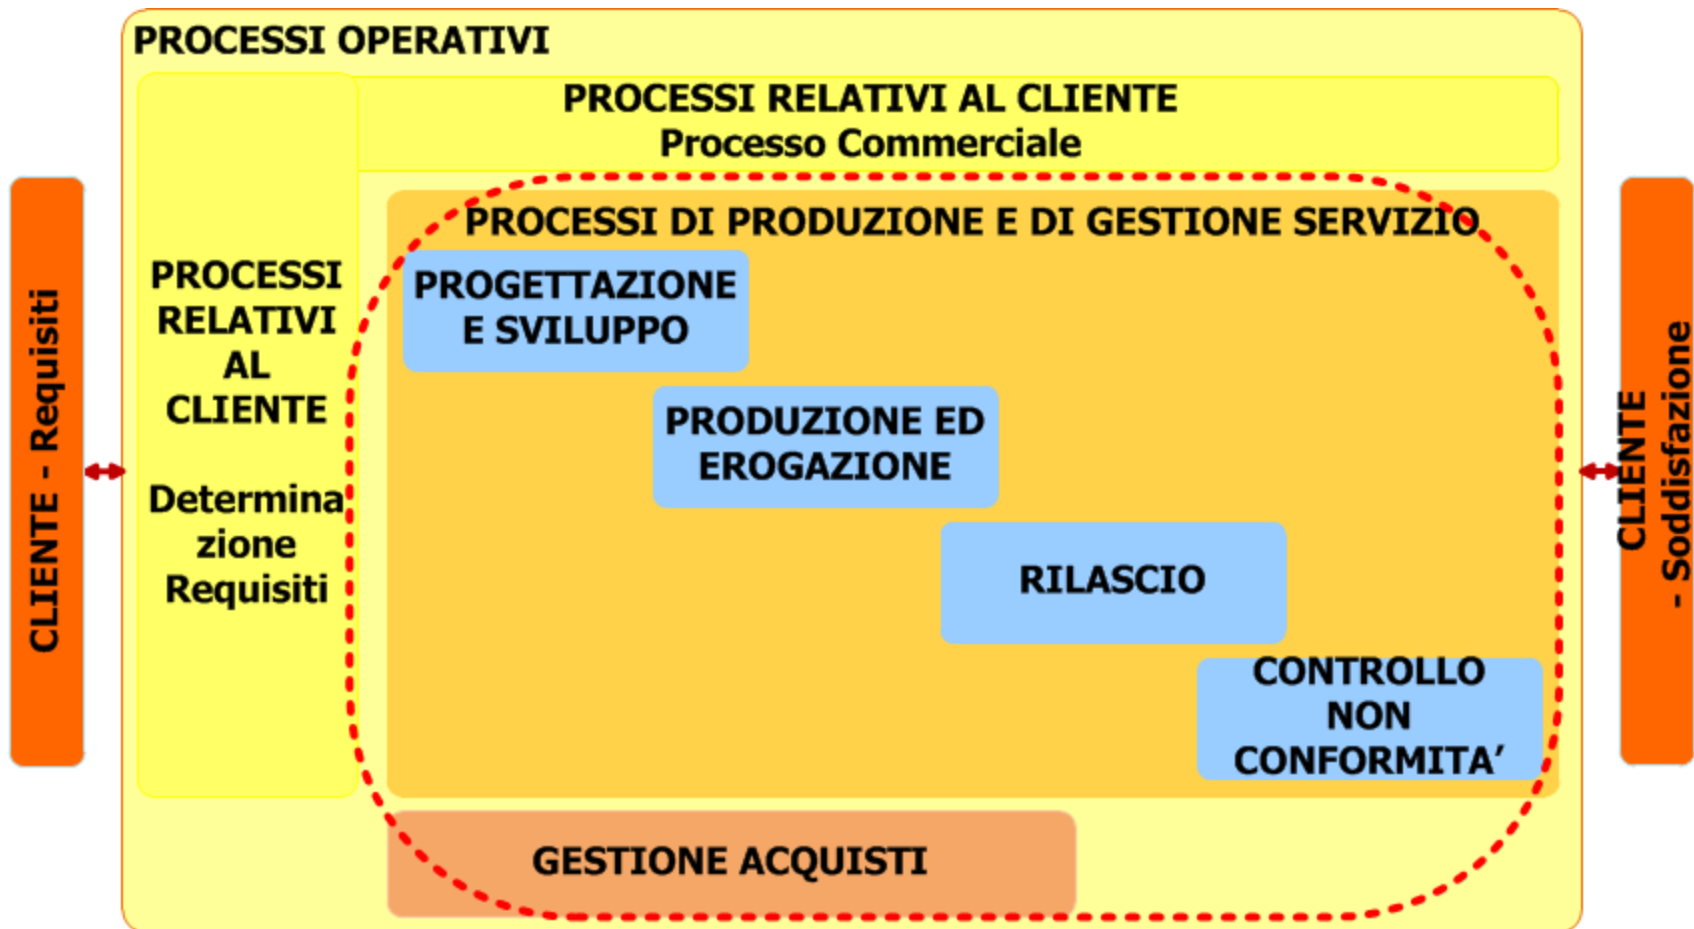 PROCESSI OPERATIVI
PROCESSI RELATIVI AL CLIENTE
Processo Commerciale
CLIENTE - Requisiti
PROCESSI
RELATIVI
AL
CLIENTE
Determina
zione
Requisiti
PROCESSI DI PRODUZIONE E DI GESTIONE SERVIZIO
PROGETTAZIONE
E SVILUPPO
PRODUZIONE ED
EROGAZIONE
RILASCIO
CONTROLLO
NON
CONFORMITA’
GESTIONE ACQUISTI
CLIENTE
- Soddisfazione